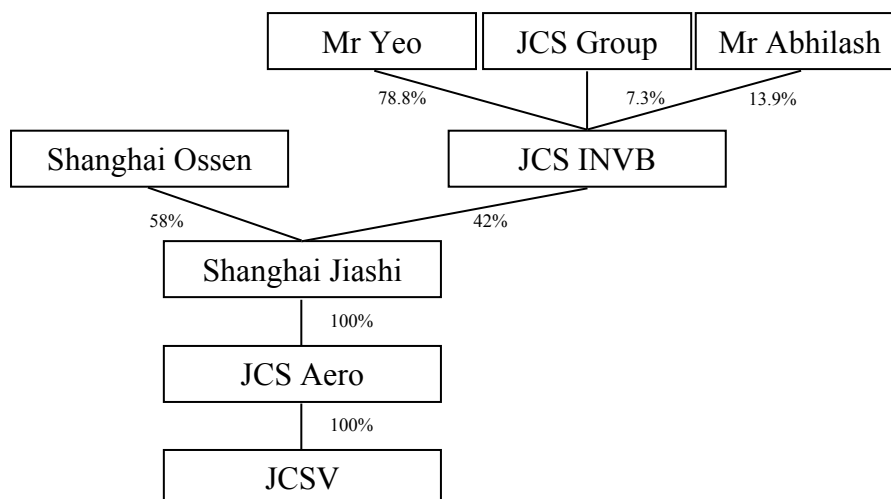 Mr Yeo
JCS Group
Mr Abhilash
78.8%
7.3%
13.9%
Shanghai Ossen
JCS INVB
58%
42%
Shanghai Jiashi
100%
JCS Aero
100%
JCSV